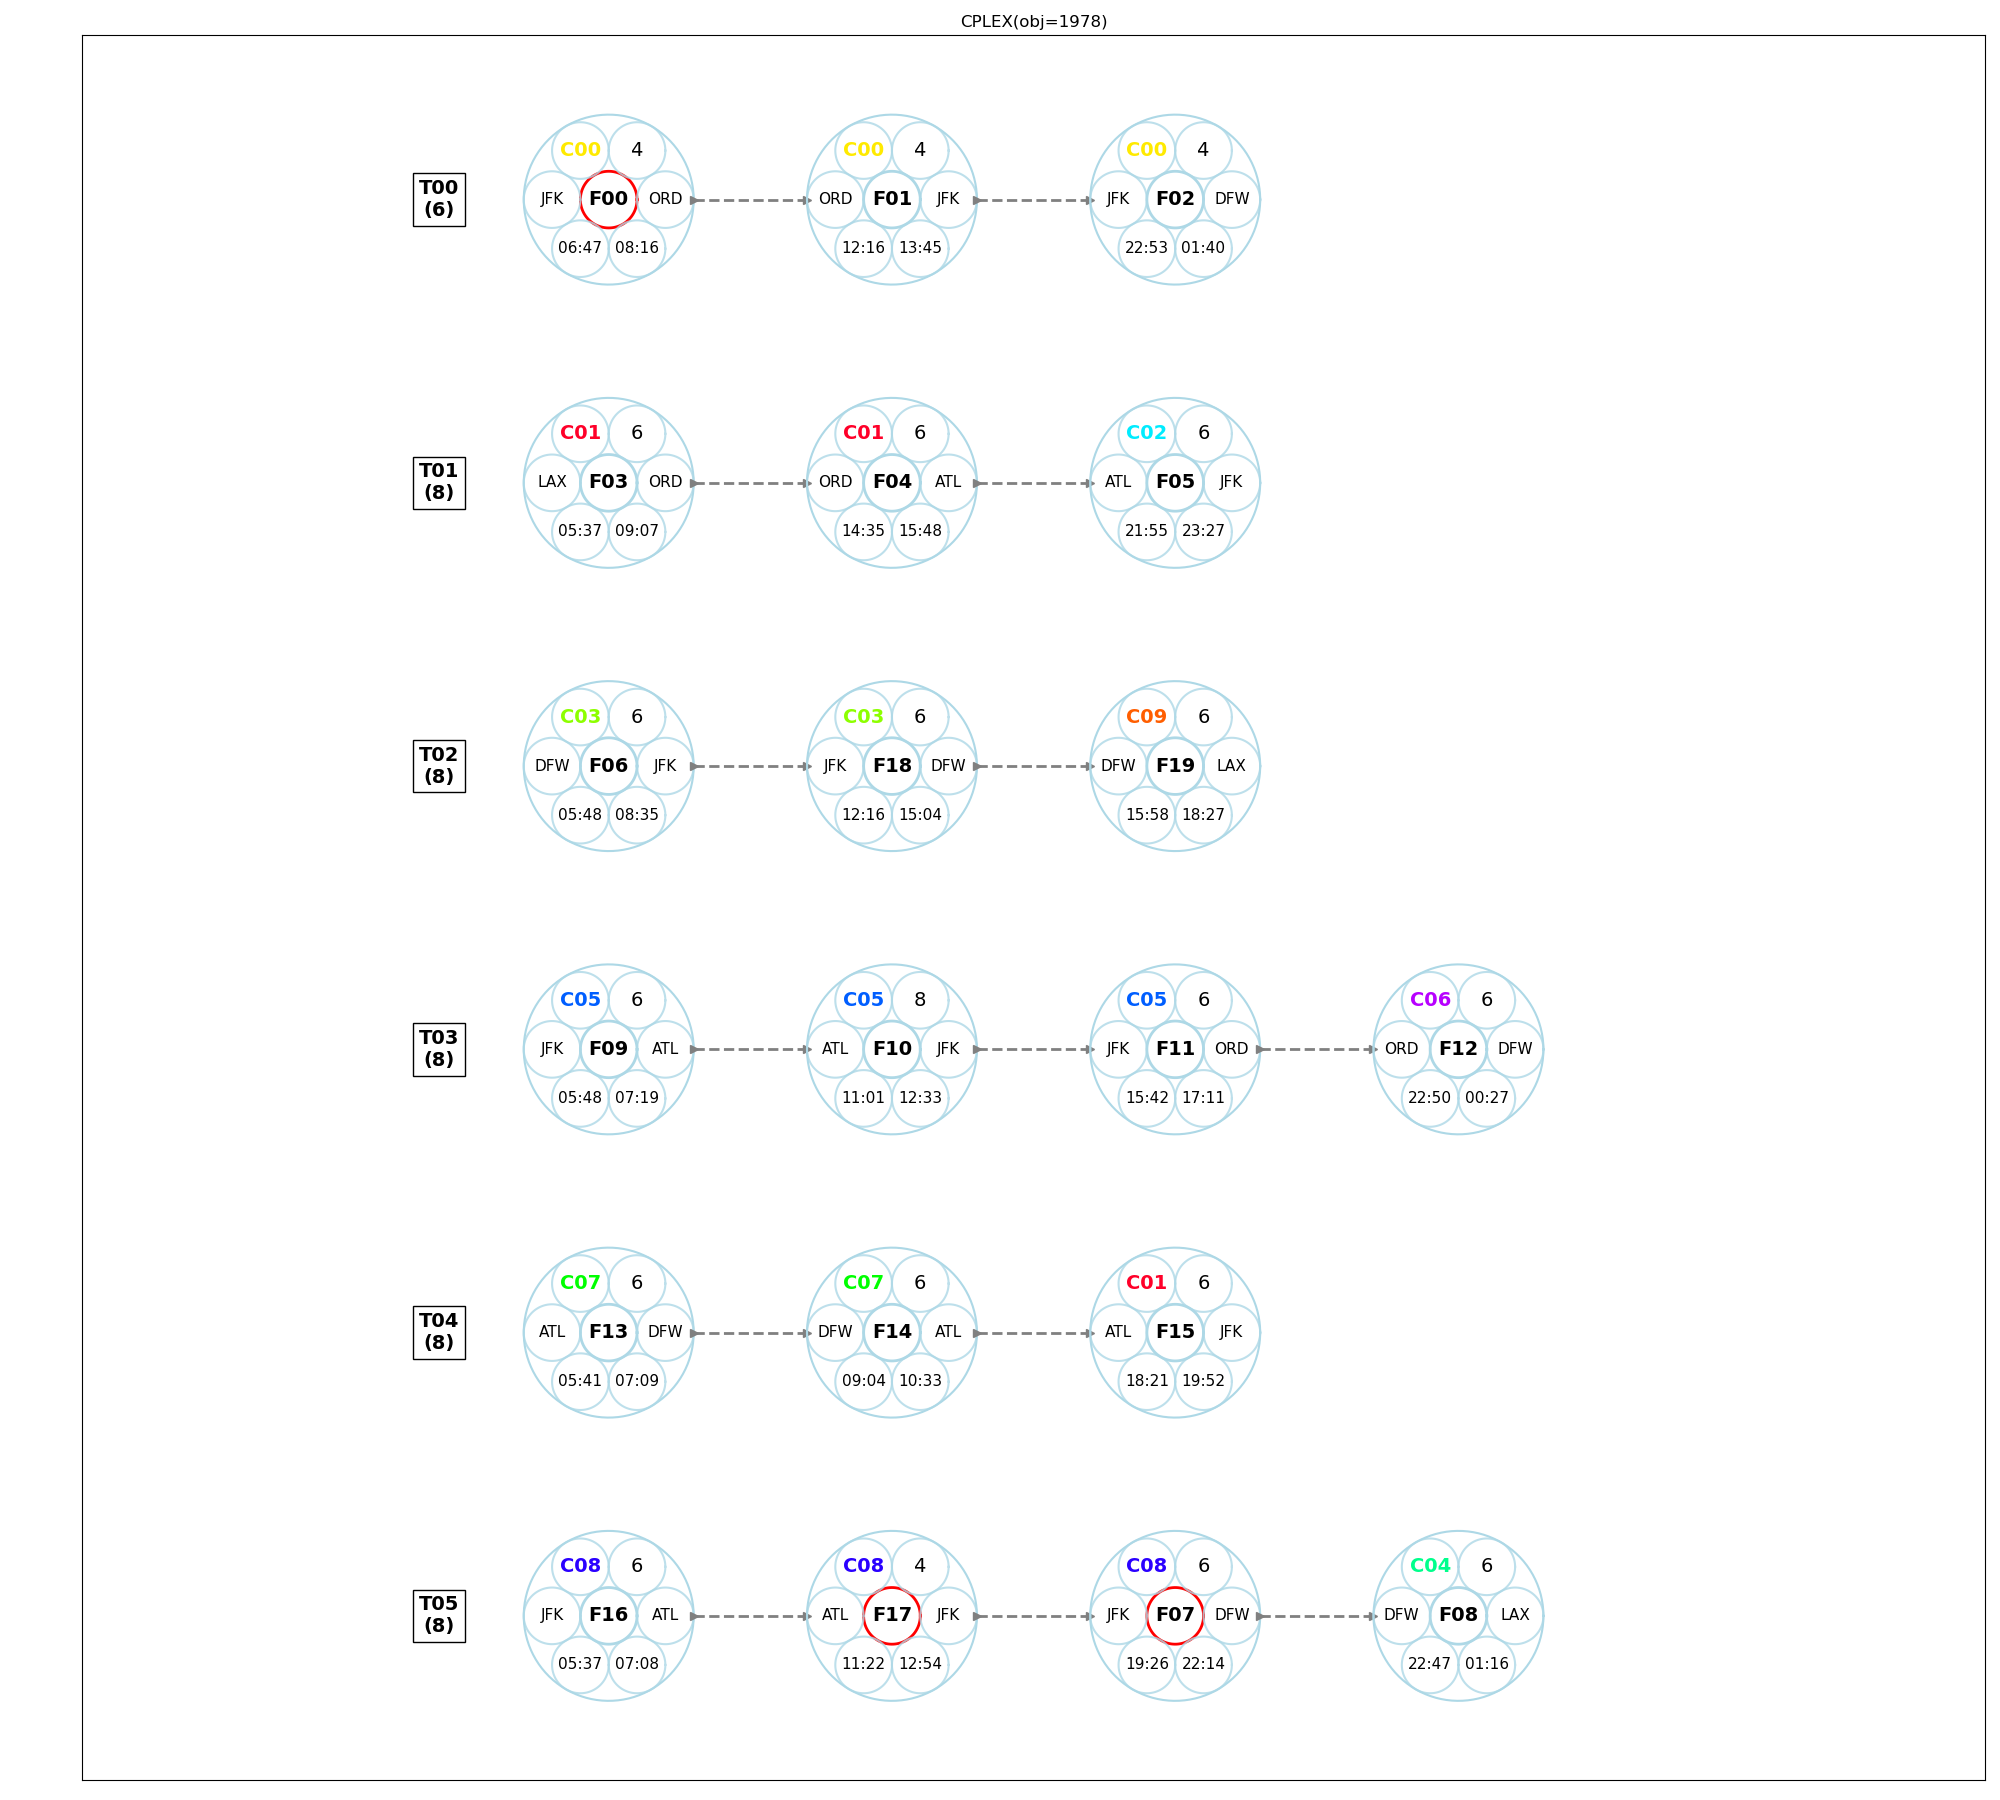 CPLEX(obj=1978)
T00
(6)
C00 4
JFK F00 ORD
06:47 08:16
C00 4
ORD F01 JFK
12:16 13:45
C00 4
JFK F02 DFW
22:53 01:40
T01
(8)
C01 6
LAX F03 ORD
05:37 09:07
C01 6
ORD F04 ATL
14:35 15:48
C02 6
ATL F05 JFK
21:55 23:27
T02
(8)
C03 6
DFW F06 JFK
05:48 08:35
C03 6
JFK F18 DFW
12:16 15:04
C09 6
DFW F19 LAX
15:58 18:27
T03
(8)
C05 6
JFK F09 ATL
05:48 07:19
C05 8
ATL F10 JFK
11:01 12:33
C05 6
JFK F11 ORD
15:42 17:11
C06 6
ORD F12 DFW
22:50 00:27
T04
(8)
C07 6
ATL F13 DFW
05:41 07:09
C07 6
DFW F14 ATL
09:04 10:33
C01 6
ATL F15 JFK
18:21 19:52
T05
(8)
C08 6
JFK F16 ATL
05:37 07:08
C08 4
ATL F17 JFK
11:22 12:54
C08 6
JFK F07 DFW
19:26 22:14
C04 6
DFW F08 LAX
22:47 01:16